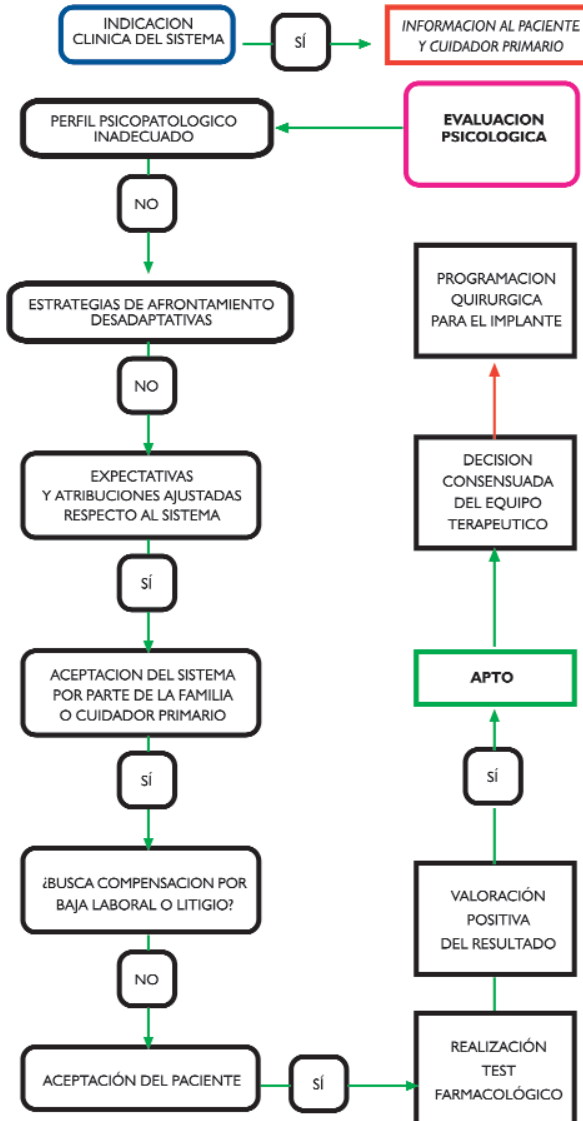 INDICACION
CLINICA DEL SISTEMA
SÍ
INFORMACION AL PACIENTE
Y CUIDADOR PRIMARIO
EVALUACION
PSICOLOGICA
PERFIL PSICOPATOLOGICO
INADECUADO
NO
ESTRATEGIAS DE AFRONTAMIENTO
DESADAPTATIVAS
NO
EXPECTATIVAS
Y ATRIBUCIONES AJUSTADAS
RESPECTO AL SISTEMA
SÍ
ACEPTACION DEL SISTEMA
POR PARTE DE LA FAMILIA
O CUIDADOR PRIMARIO
SÍ
¿BUSCA COMPENSACION POR
BAJA LABORAL O LITIGIO?
NO
ACEPTACIÓN DEL PACIENTE
SÍ
REALIZACIÓN
TEST
FARMACOLÓGICO
VALORACIÓN
POSITIVA
DEL RESULTADO
SÍ
APTO
DECISION
CONSENSUADA
DEL EQUIPO
TERAPEUTICO
PROGRAMACION
QUIRURGICA
PARA EL IMPLANTE